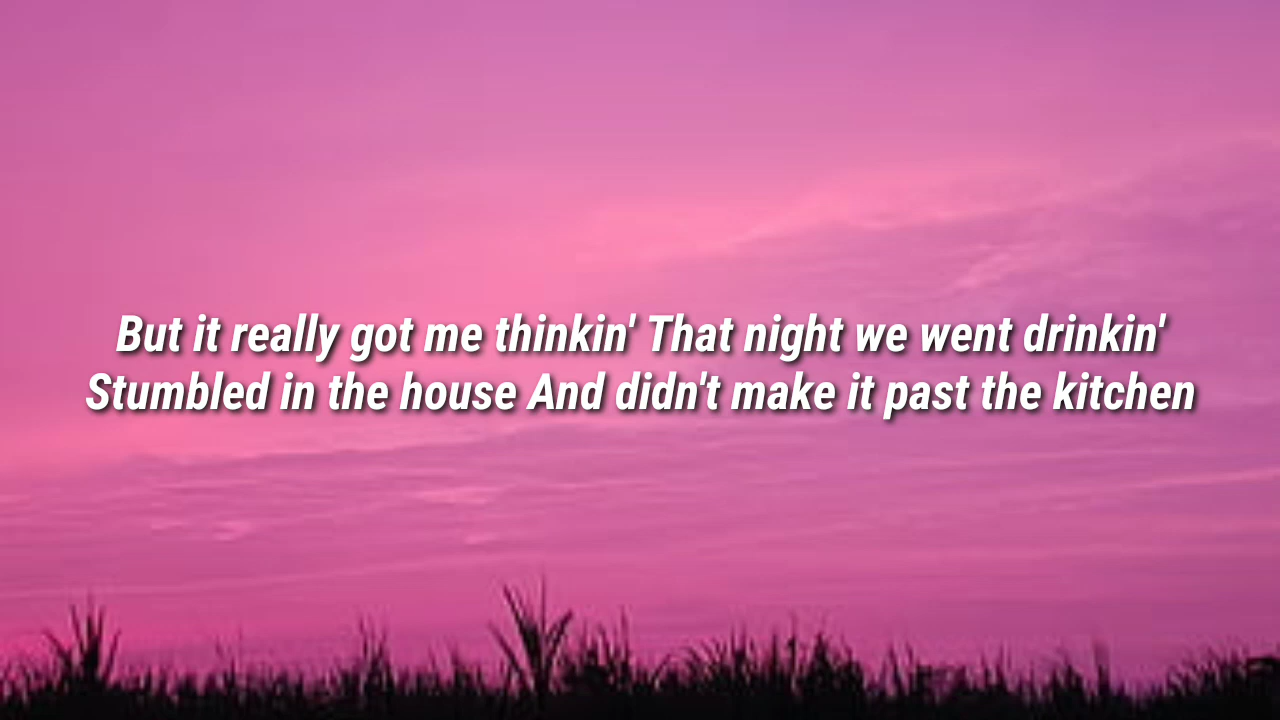 But it really got me thinkin' That night we went drinkin'
Stumbled in the house And didn't make it past the kitchen